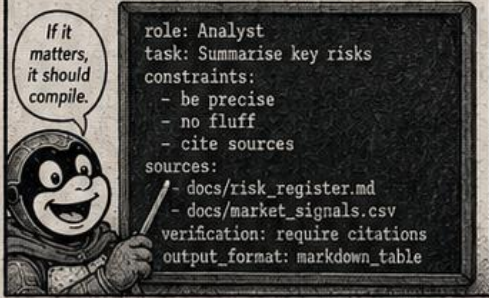 If it
matters,
it should
compile.
role: Analyst
task: Summarise key risks
constraints:
- be precise
- no fluff
- cite sources
sources:
- docs/risk_register.md
- docs/market_signals.csv
verification: require citations
output_format: markdown_table